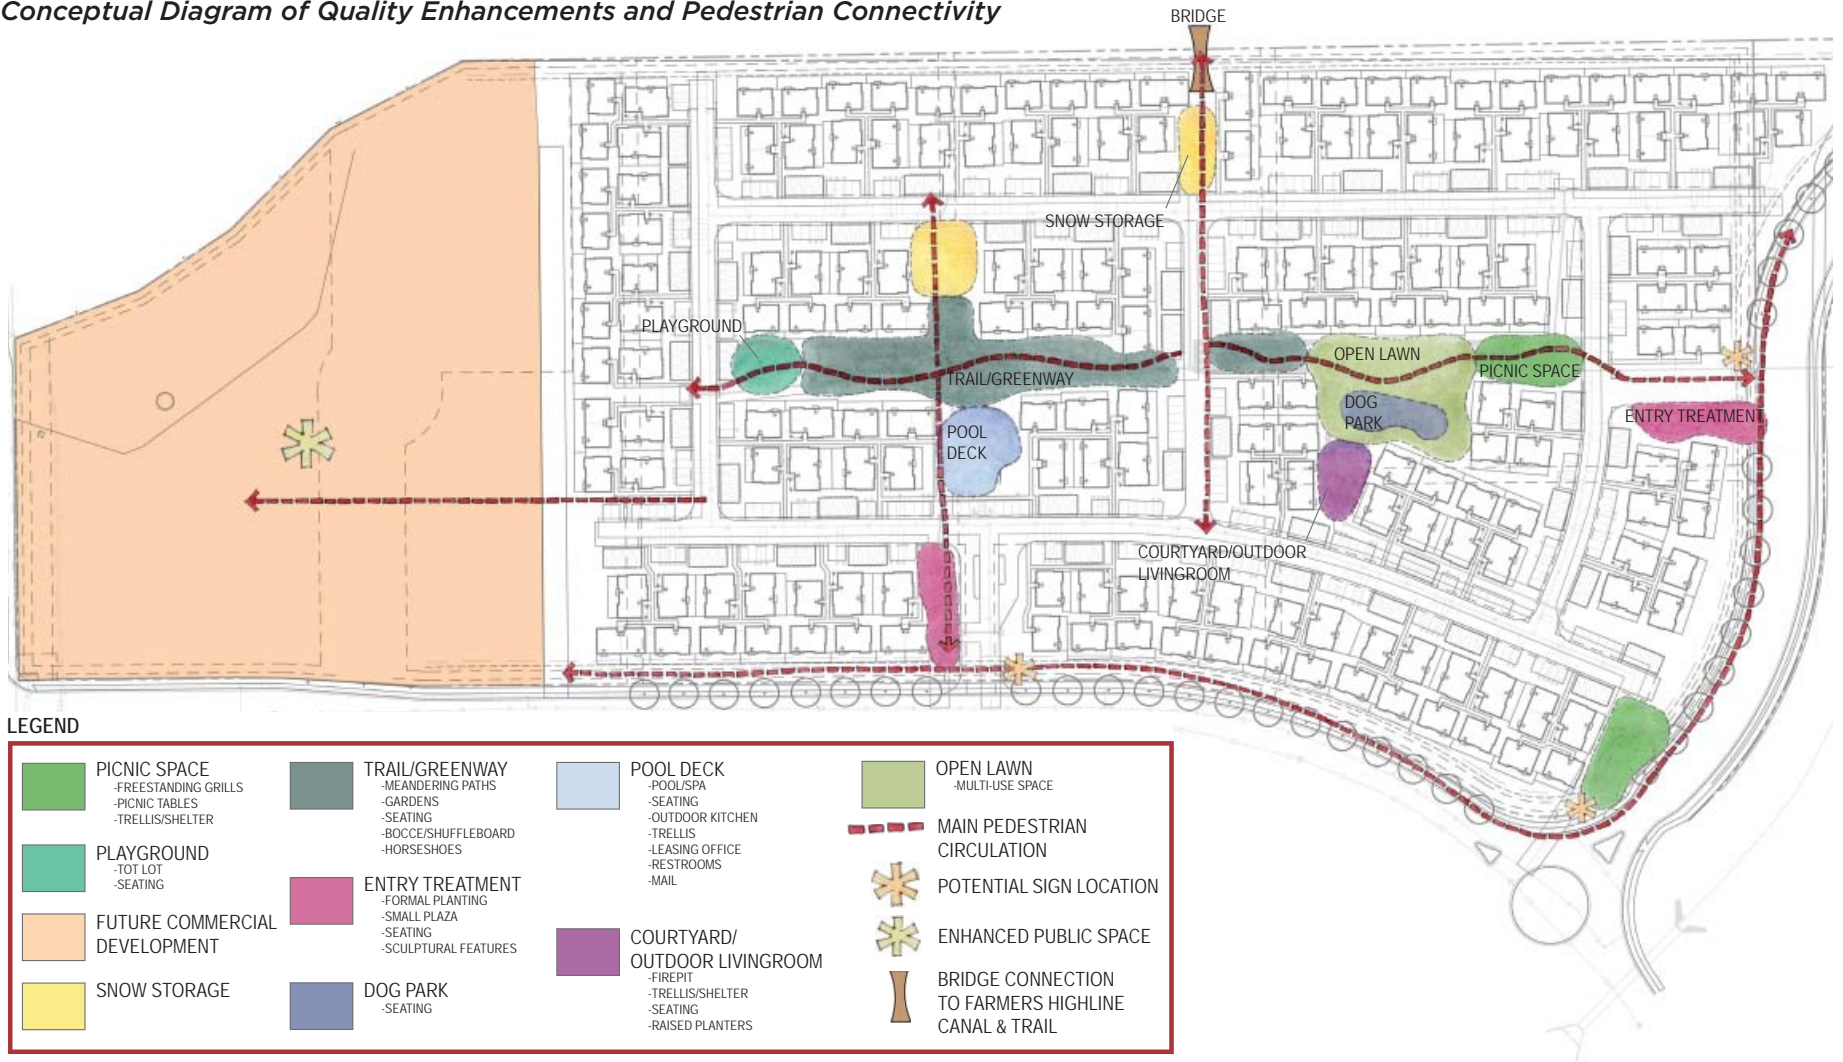 Conceptual Diagram of Quality Enhancements and Pedestrian Connectivity
BRIDGE
SNOW STORAGE
PLAYGROUND
TRAIL/GREENWAY
OPEN LAWN
PICNIC SPACE
DOG
PARK
ENTRY TREATMENT
POOL
DECK
COURTYARD/OUTDOOR
LIVINGROOM
LEGEND
PICNIC SPACE
-FREESTANDING GRILLS
-PICNIC TABLES
-TRELLIS/SHELTER
PLAYGROUND
-TOT LOT
-SEATING
FUTURE COMMERCIAL
DEVELOPMENT
SNOW STORAGE
TRAIL/GREENWAY
-MEANDERING PATHS
-GARDENS
-SEATING
-BOCCE/SHUFFLEBOARD
-HORSESHOES
ENTRY TREATMENT
-FORMAL PLANTING
-SMALL PLAZA
-SEATING
-SCULPTURAL FEATURES
DOG PARK
-SEATING
POOL DECK
-POOL/SPA
-SEATING
-OUTDOOR KITCHEN
-TRELLIS
-LEASING OFFICE
-RESTROOMS
-MAIL
COURTYARD/
OUTDOOR LIVINGROOM
-FIREPIT
-TRELLIS/SHELTER
-SEATING
-RAISED PLANTERS
OPEN LAWN
-MULTI-USE SPACE
MAIN PEDESTRIAN
CIRCULATION
POTENTIAL SIGN LOCATION
ENHANCED PUBLIC SPACE
BRIDGE CONNECTION
TO FARMERS HIGHLINE
CANAL & TRAIL